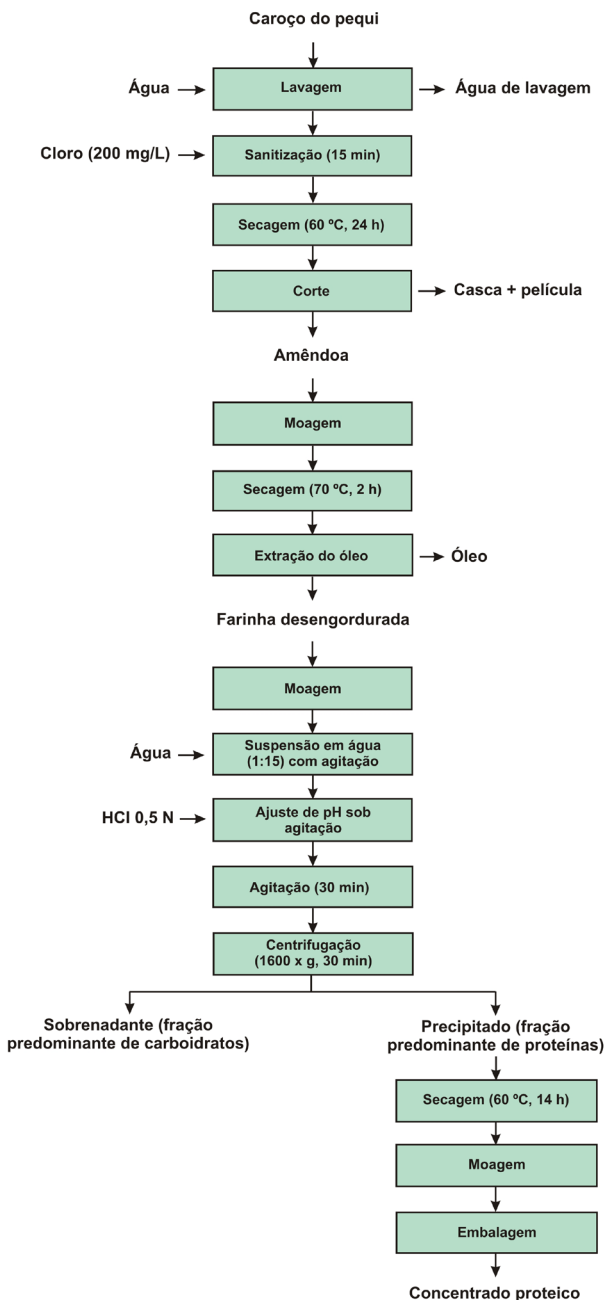 Caroço do pequi
Água
Lavagem
Água de lavagem
Cloro (200 mg/L)
Sanitização (15 min)
Secagem (60 ºC, 24 h)
Corte
Casca + película
Amêndoa
Moagem
Secagem (70 ºC, 2 h)
Extração do óleo
Óleo
Farinha desengordurada
Moagem
Água
Suspensão em água
(1:15) com agitação
HCl 0,5 N
Ajuste de pH sob
agitação
Agitação (30 min)
Centrifugação
(1600 x g, 30 min)
Sobrenadante (fração
predominante de carboidratos)
Precipitado (fração
predominante de proteínas)
Secagem (60 ºC, 14 h)
Moagem
Embalagem
Concentrado proteico